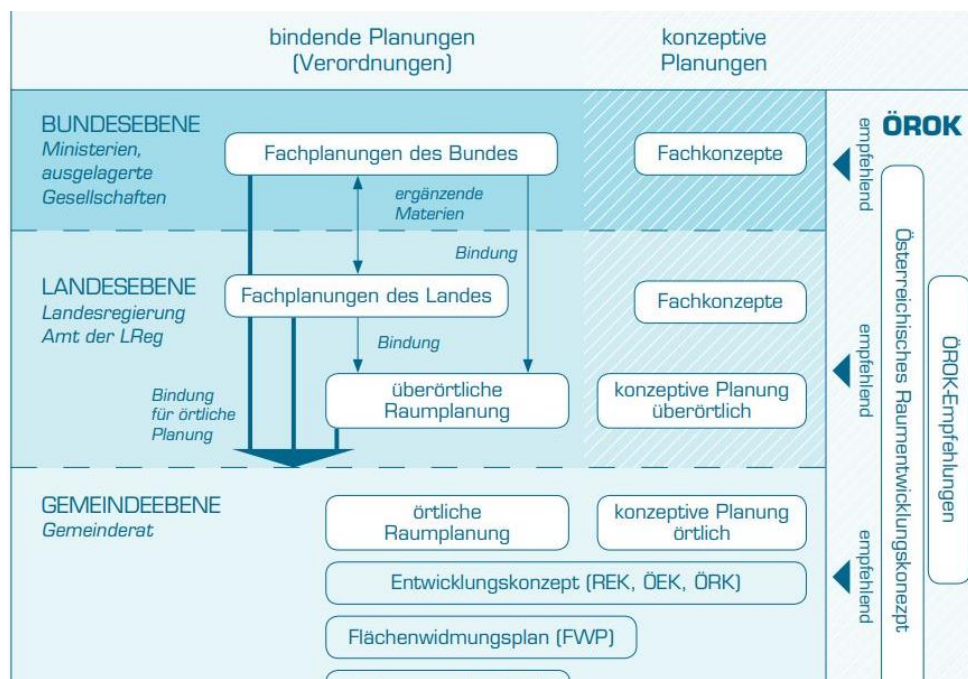 bindende Planungen
(Verordnungen)
konzeptive
Planungen
BUNDESEBENE
Ministerien,
ausgelagerte
Gesellschaften
Fachplanungen des Bundes
Fachkonzepte
ergänzende
Materien
Bindung
LANDESEBENE
Landesregierung
Amt der LReg
Fachplanungen des Landes
Fachkonzepte
Bindung
Bindung
für örtliche
Planung
überörtliche
Raumplanung
konzeptive Planung
überörtlich
GEMEINDEEBENE
Gemeinderat
örtliche
Raumplanung
konzeptive Planung
örtlich
Entwicklungskonzept (REK, ÖEK, ÖRK)
Flächenwidmungsplan (FWP)
ÖROK
empfehlend
empfehlend
empfehlend
Österreichisches Raumentwicklungskonezpt
ÖROK-Empfehlungen